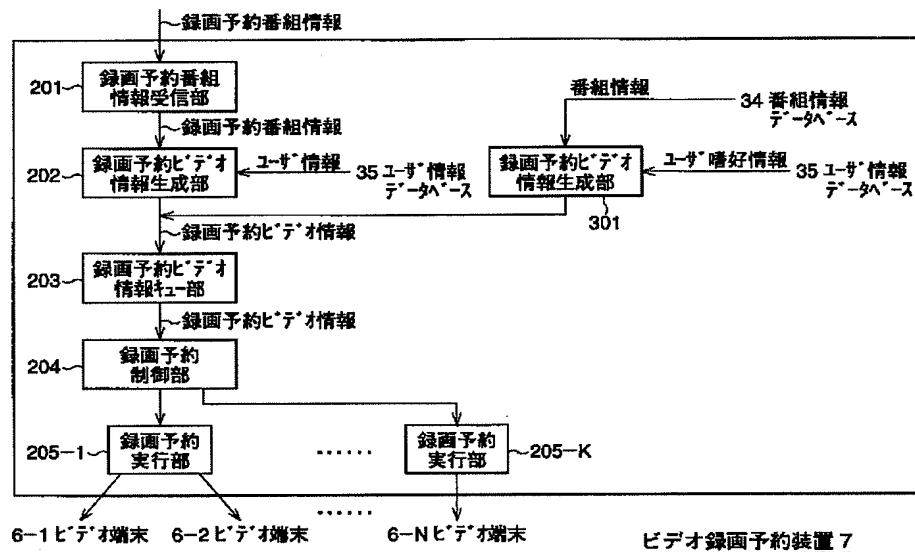 録画予約番組情報
201
録画予約番組
情報受信部
録画予約番組情報
番組情報
34 番組情報
データベース
202
録画予約ビデオ
情報生成部
ユーザ情報
35 ユーザ情報
データベース
録画予約ビデオ
情報生成部
ユーザ嗜好情報
35 ユーザ情報
データベース
301
録画予約ビデオ情報
203
録画予約ビデオ
情報キュー部
録画予約ビデオ情報
204
録画予約
制御部
205-1
録画予約
実行部
……
録画予約
実行部
205-K
6-1 ビデオ端末
6-2 ビデオ端末
……
6-N ビデオ端末
ビデオ録画予約装置 7